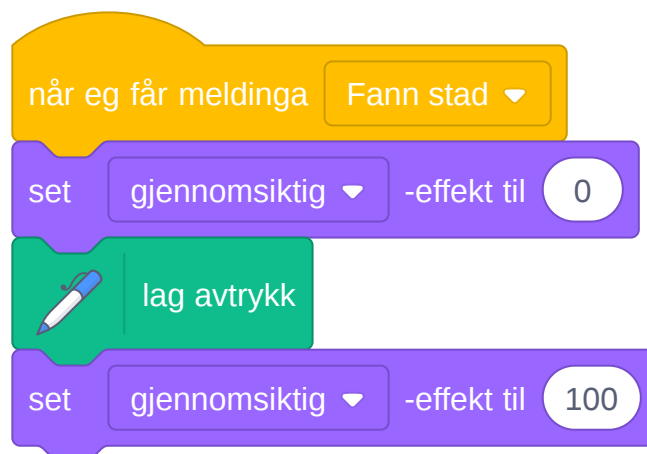 når eg får meldinga Fann stad
set gjennomsiktig -effekt til 0
lag avtrykk
set gjennomsiktig -effekt til 100